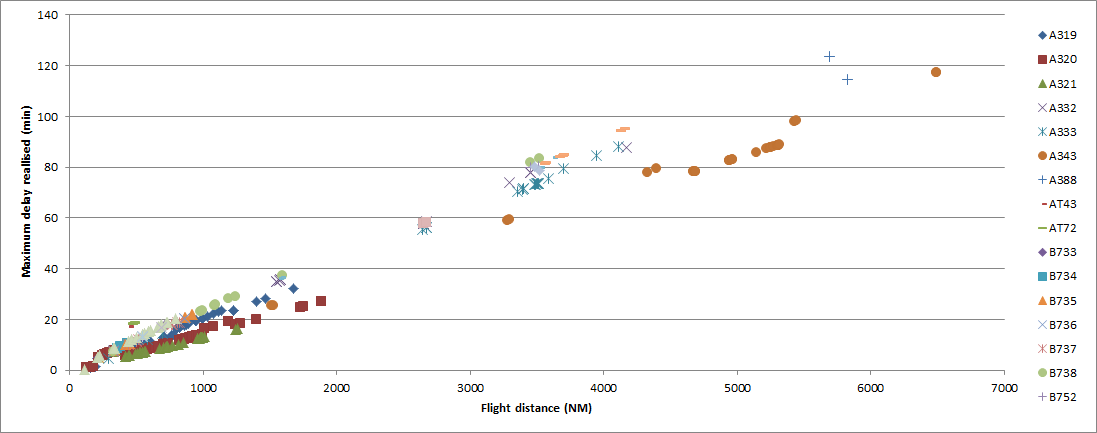 140
120
100
80
60
40
20
0
Maximum delay reallised (min)
0 1000 2000 3000 4000 5000 6000 7000
Flight distance (NM)
A319
A320
A321
A332
A333
A343
A388
AT43
AT72
B733
B734
B735
B736
B737
B738
B752